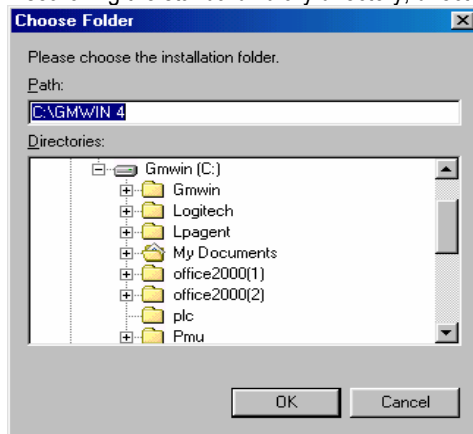 Choose Folder
Please choose the installation folder.
Path:
C:\GMWIN 4
Directories:
Gmwin (C:)
Gmwin
Logitech
Lpagent
My Documents
office2000(1)
office2000(2)
plc
Pmu
OK Cancel